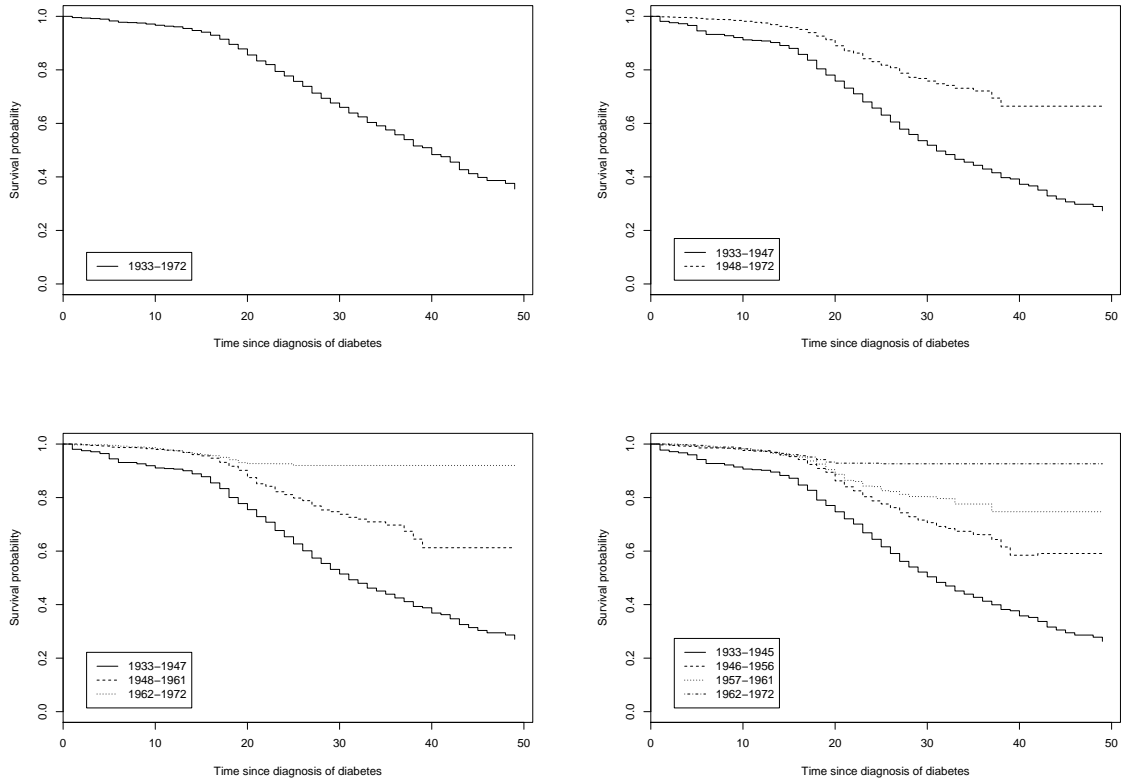 Survival probability
1.0
0.8
0.6
0.4
0.2
0.0
1933−1972
0 10 20 30 40 50
Time since diagnosis of diabetes
Survival probability
1.0
0.8
0.6
0.4
0.2
0.0
1933−1947
1948−1972
0 10 20 30 40 50
Time since diagnosis of diabetes
Survival probability
1.0
0.8
0.6
0.4
0.2
0.0
1933−1947
1948−1961
1962−1972
0 10 20 30 40 50
Time since diagnosis of diabetes
Survival probability
1.0
0.8
0.6
0.4
0.2
0.0
1933−1945
1946−1956
1957−1961
1962−1972
0 10 20 30 40 50
Time since diagnosis of diabetes